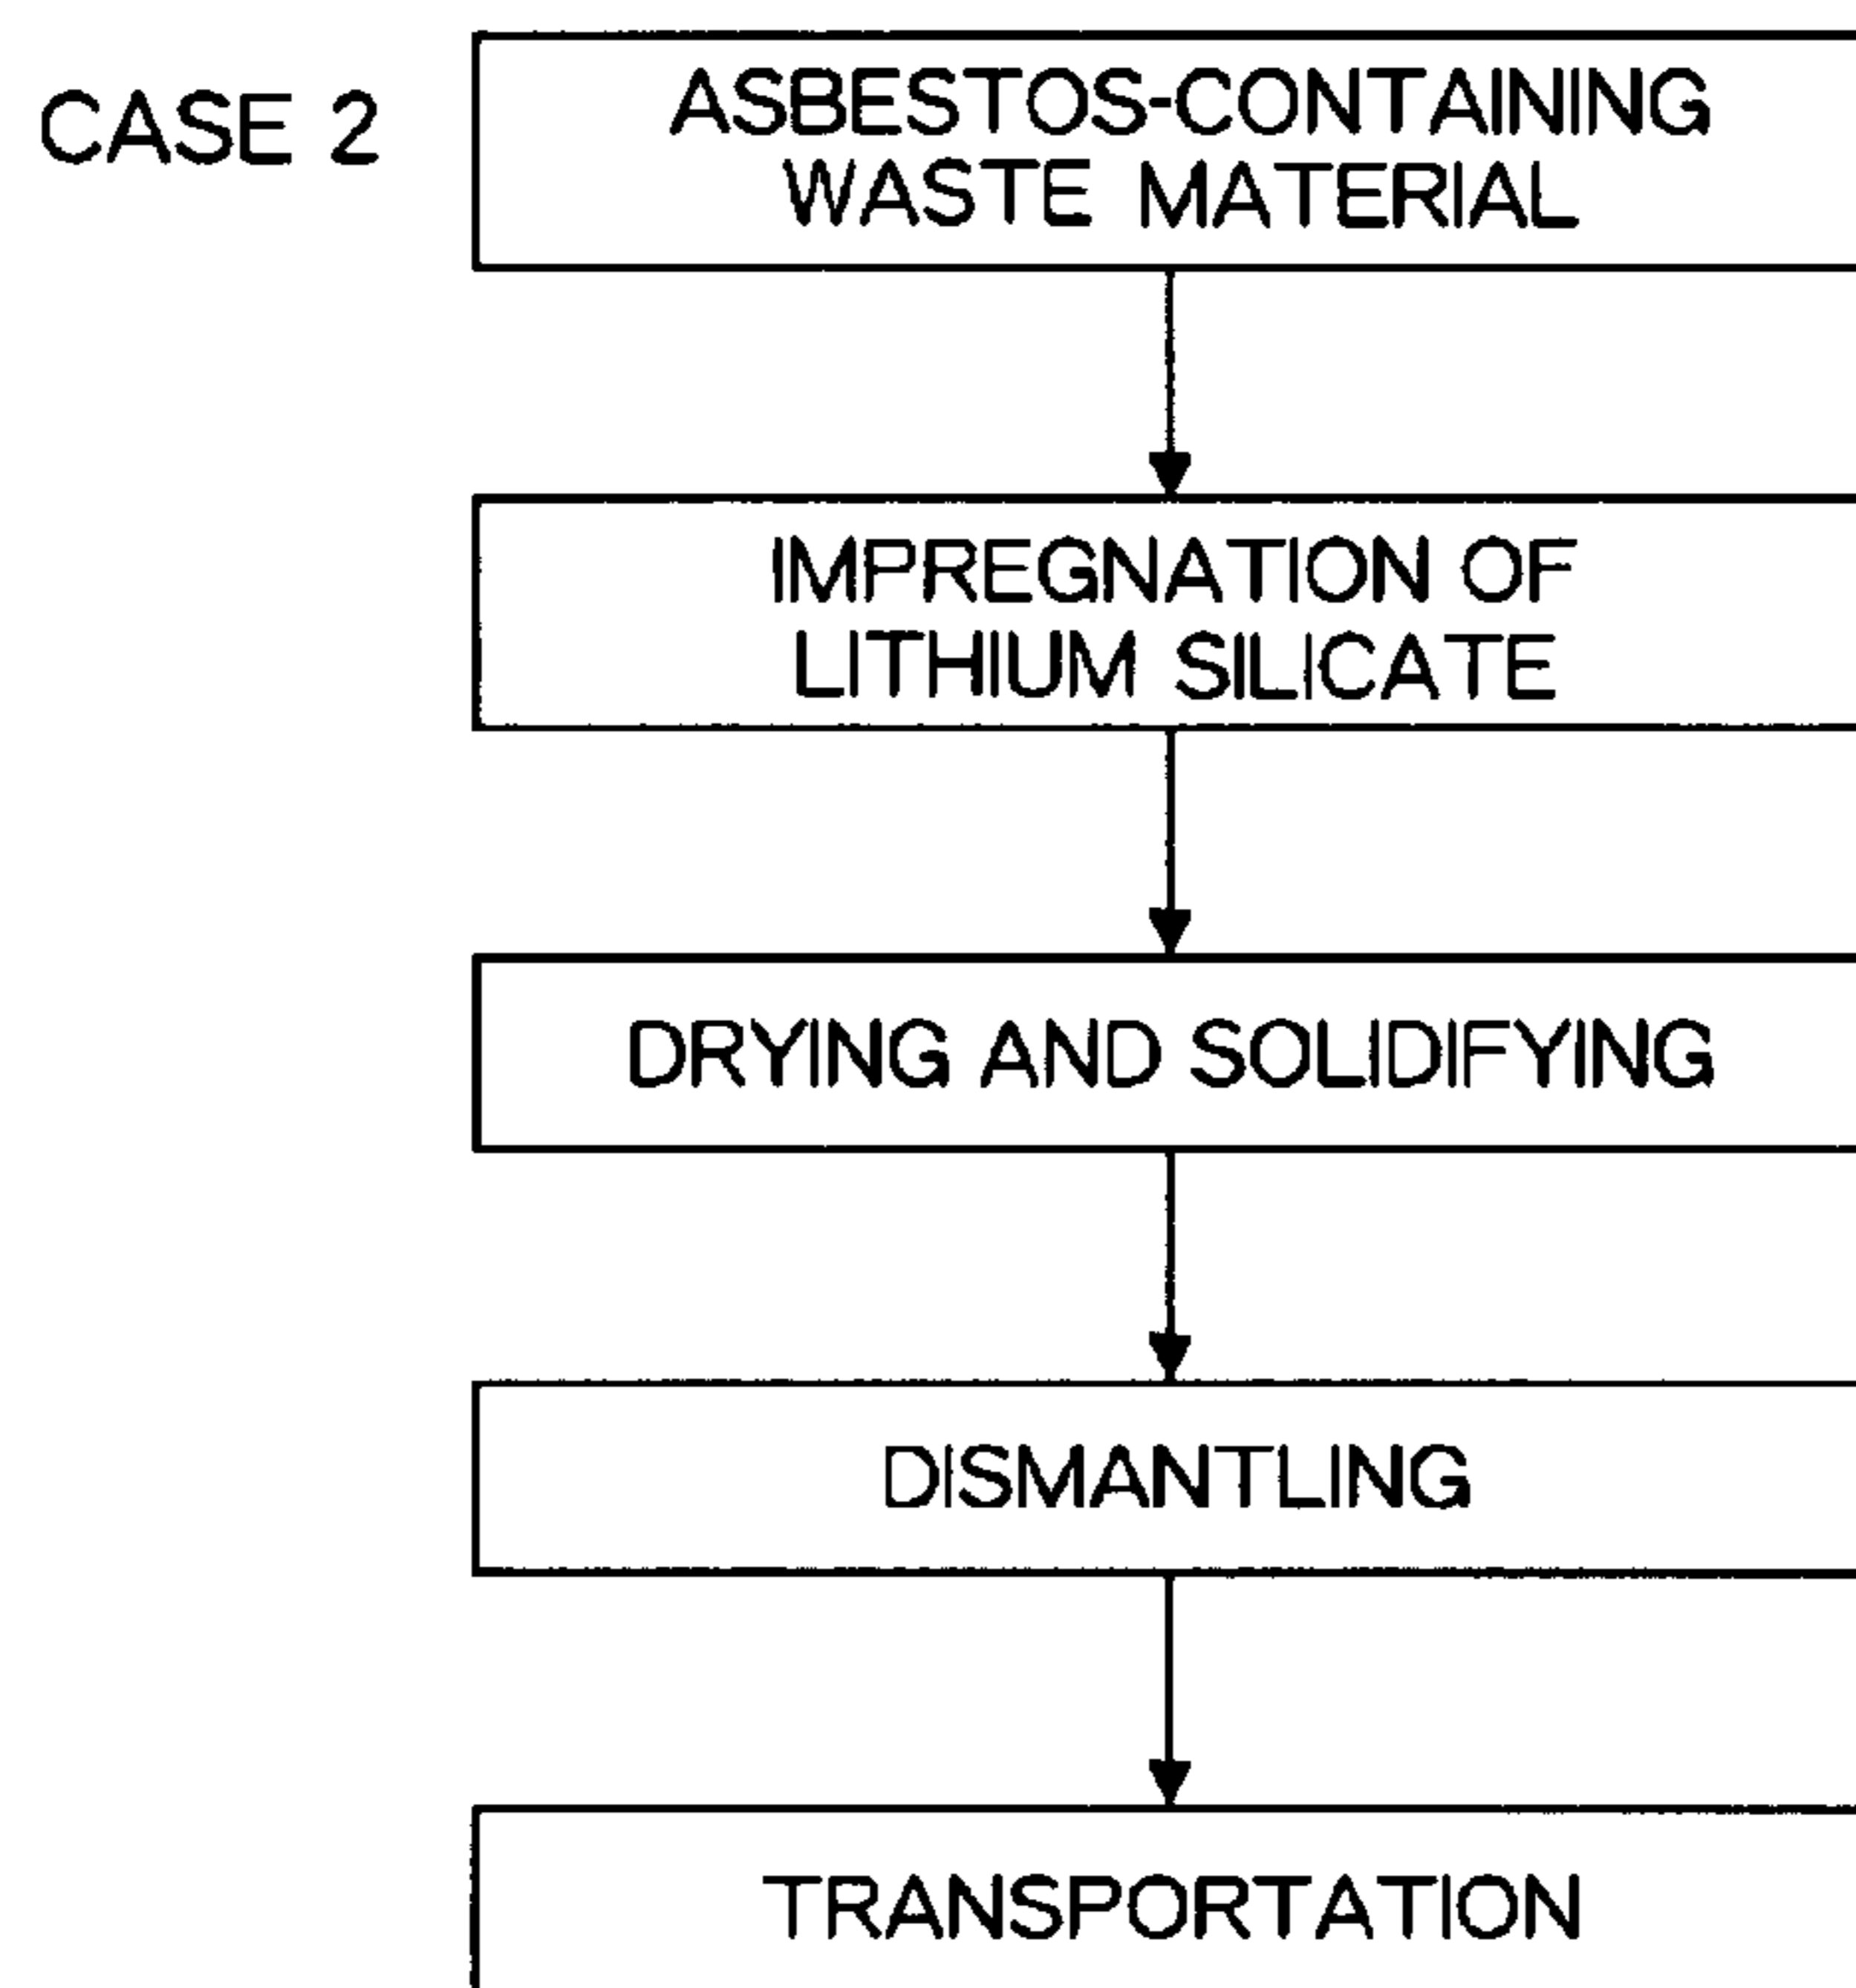 CASE 2
ASBESTOS-CONTAINING
WASTE MATERIAL
IMPREGNATION OF
LITHIUM SILICATE
DRYING AND SOLIDIFYING
DISMANTLING
TRANSPORTATION